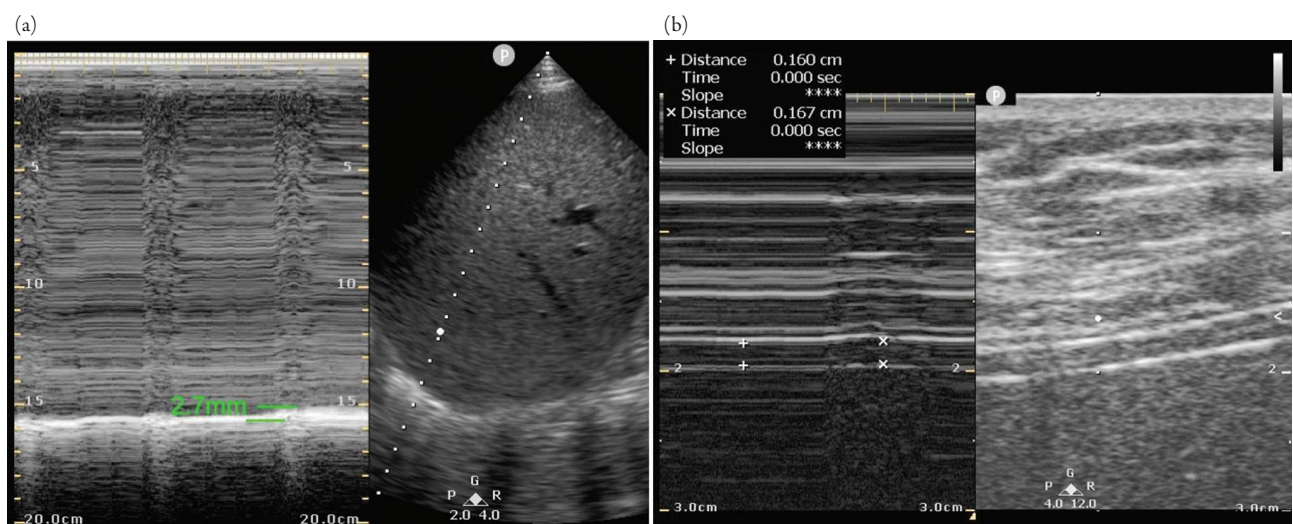 (a)
P
5
5
10
10
15
15
2.7mm
20.0cm
20.0cm
G
P R
2.0 4.0
(b)
+ Distance 0.160 cm
Time 0.000 sec
Slope ****
× Distance 0.167 cm
Time 0.000 sec
Slope ****
P
2
2
2
<
3.0cm
3.0cm
3.0cm
G
P R
4.0 12.0